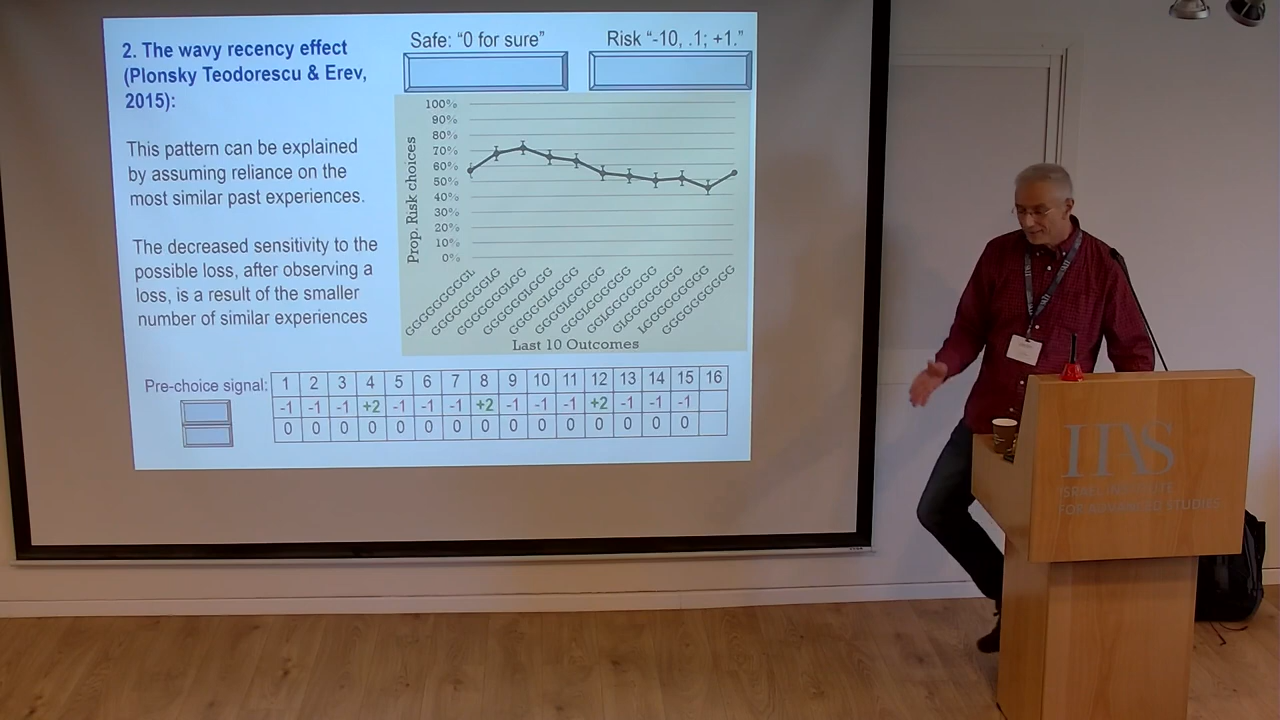 2. The wavy recency effect
(Plonsky Teodorescu & Erev,
2015):
This pattern can be explained
by assuming reliance on the
most similar past experiences.
The decreased sensitivity to the
possible loss, after observing a
loss, is a result of the smaller
number of similar experiences
Safe: “0 for sure”
Risk “-10, .1; +1.”
Prop. Risk choices
100%
90%
80%
70%
60%
50%
40%
30%
20%
10%
0%
GGGGGGGGGL
GGGGGGGGLG
GGGGGGGLGG
GGGGGGLGGG
GGGGGLGGGG
GGGGLGGGGG
GGGLGGGGGG
GGLGGGGGGG
GLGGGGGGGG
LGGGGGGGGG
GGGGGGGGGG
Last 10 Outcomes
Pre-choice signal:
1 2 3 4 5 6 7 8 9 10 11 12 13 14 15 16
-1 -1 -1 +2 -1 -1 -1 +2 -1 -1 -1 +2 -1 -1 -1
0 0 0 0 0 0 0 0 0 0 0 0 0 0 0
IIAS
ISRAEL INSTITUTE
FOR ADVANCED STUDIES